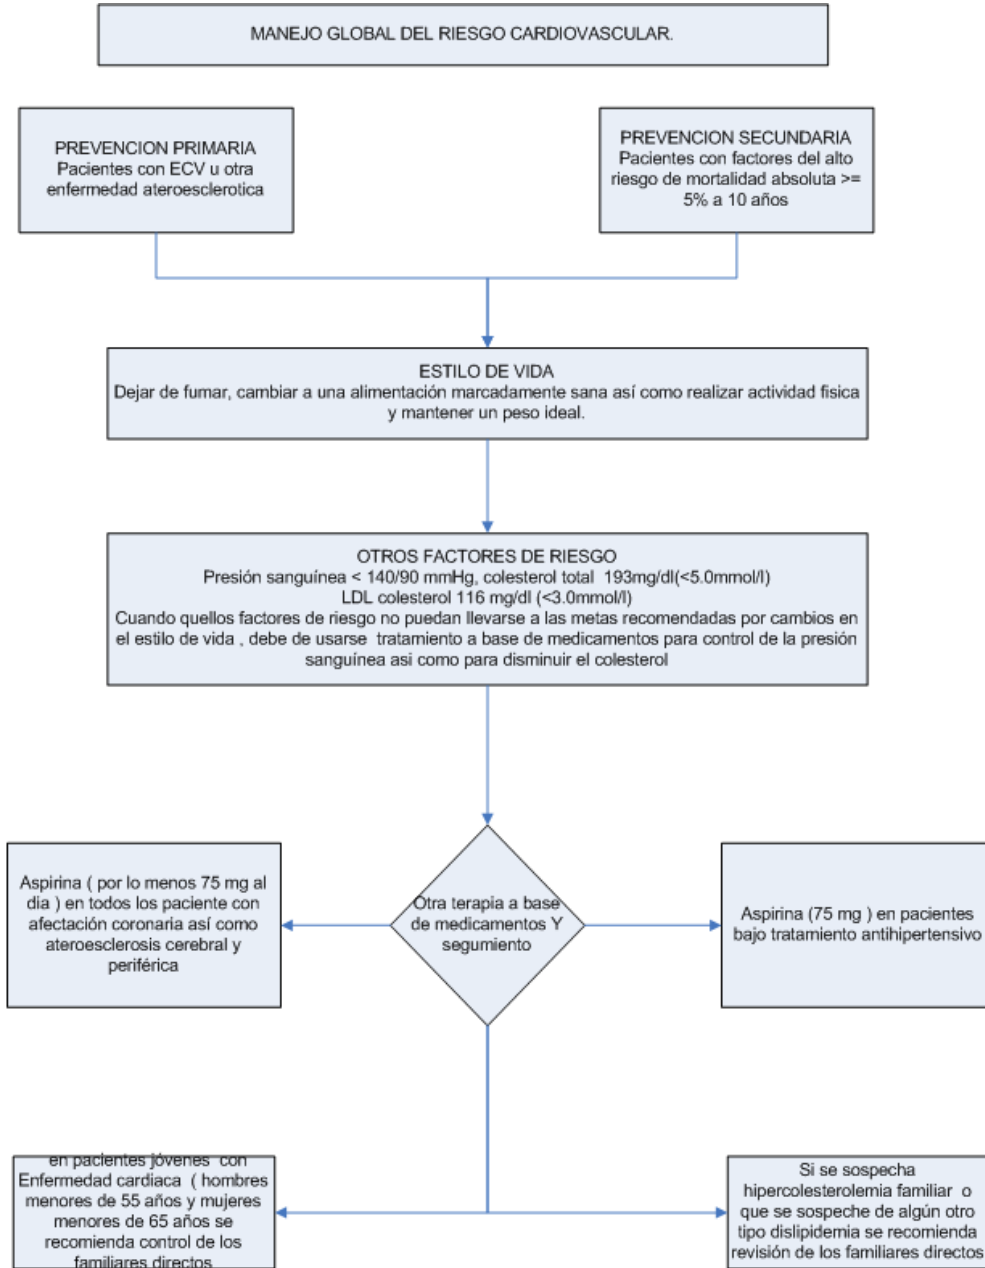 MANEJO GLOBAL DEL RIESGO CARDIOVASCULAR.
PREVENCION PRIMARIA
Pacientes con ECV u otra
enfermedad ateroesclerotica
PREVENCION SECUNDARIA
Pacientes con factores del alto
riesgo de mortalidad absoluta >=
5% a 10 años
ESTILO DE VIDA
Dejar de fumar, cambiar a una alimentación marcadamente sana así como realizar actividad fisica
y mantener un peso ideal.
OTROS FACTORES DE RIESGO
Presión sanguínea < 140/90 mmHg, colesterol total 193mg/dl(<5.0mmol/l)
LDL colesterol 116 mg/dl (<3.0mmol/l)
Cuando quellos factores de riesgo no puedan llevarse a las metas recomendadas por cambios en
el estilo de vida , debe de usarse tratamiento a base de medicamentos para control de la presión
sanguínea asi como para disminuir el colesterol
Aspirina ( por lo menos 75 mg al
dia ) en todos los paciente con
afectación coronaria así como
ateroesclerosis cerebral y
periférica
Otra terapia a base
de medicamentos Y
segumiento
Aspirina (75 mg ) en pacientes
bajo tratamiento antihipertensivo
en pacientes jóvenes con
Enfermedad cardiaca ( hombres
menores de 55 años y mujeres
menores de 65 años se
recomienda control de los
familiares directos
Si se sospecha
hipercolesterolemia familiar o
que se sospeche de algún otro
tipo dislipidemia se recomienda
revisión de los familiares directos